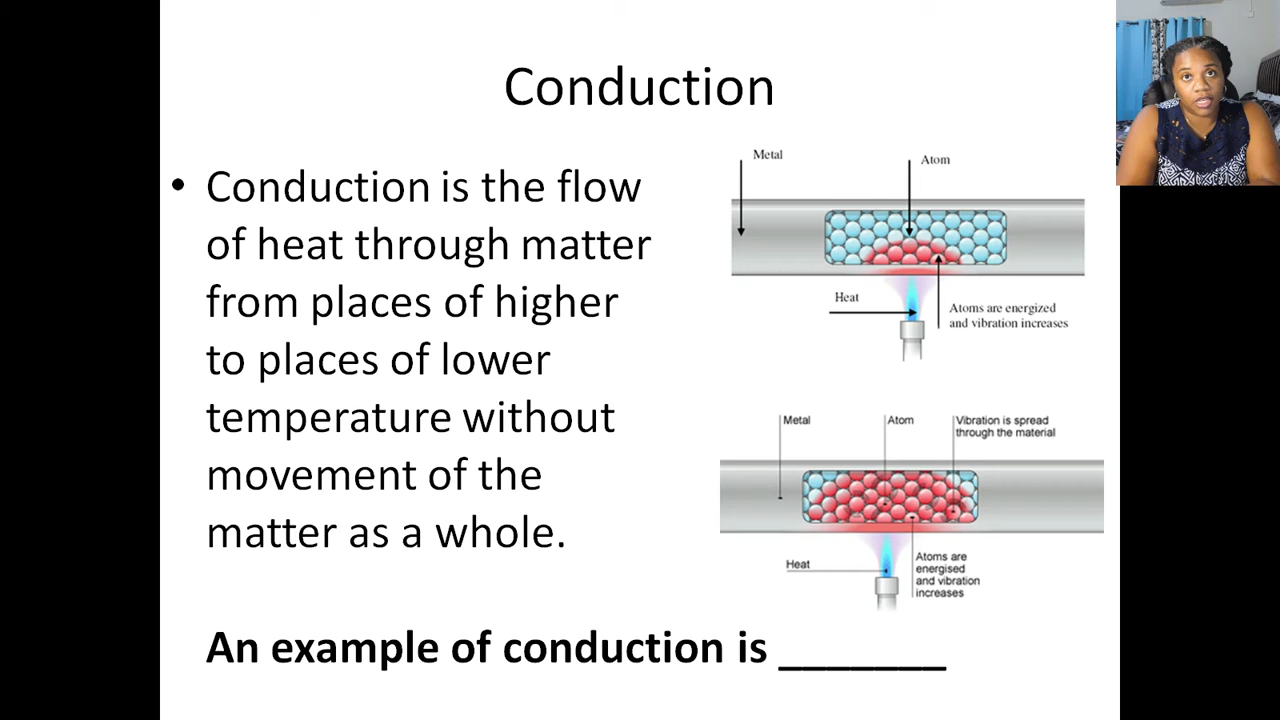 Conduction
• Conduction is the flow
of heat through matter
from places of higher
to places of lower
temperature without
movement of the
matter as a whole.
Metal
Atom
Heat
Atoms are energized
and vibration increases
Metal
Atom
Vibration is spread
through the material
Heat
Atoms are
energised
and vibration
increases
An example of conduction is _______